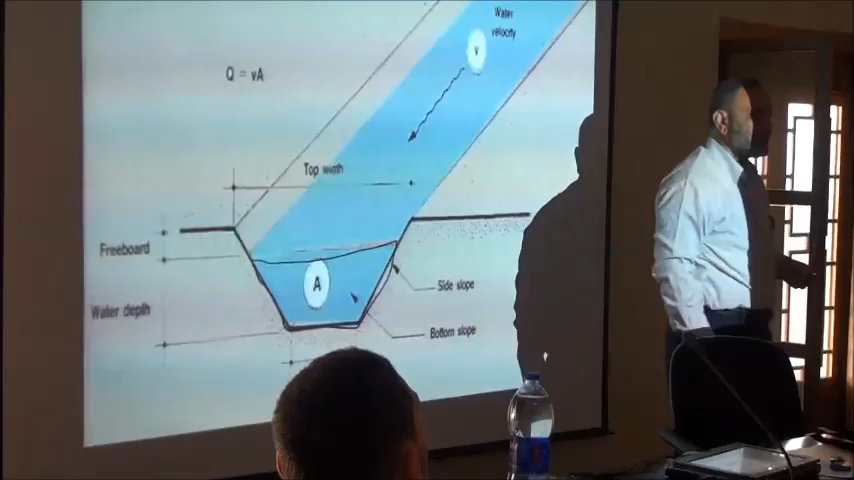 Water
velocity
v
Q = vA
Top width
Freeboard
A
Side slope
Water depth
Bottom slope